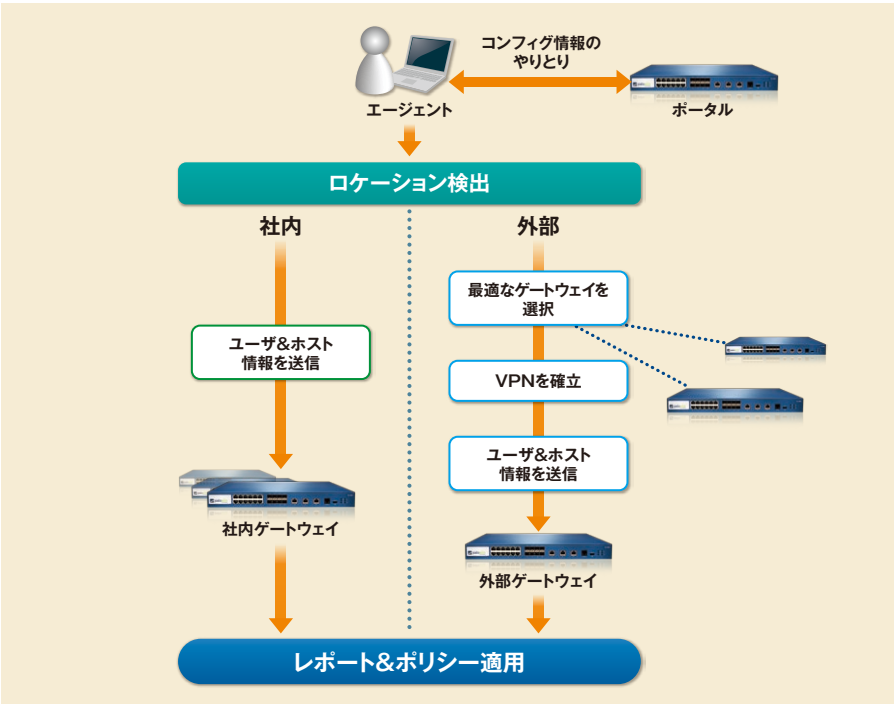 コンフィグ情報の
やりとり
エージェント
ポータル
ロケーション検出
社内
外部
最適なゲートウェイを
選択
ユーザ&ホスト
情報を送信
VPNを確立
ユーザ&ホスト
情報を送信
社内ゲートウェイ
外部ゲートウェイ
レポート&ポリシー適用